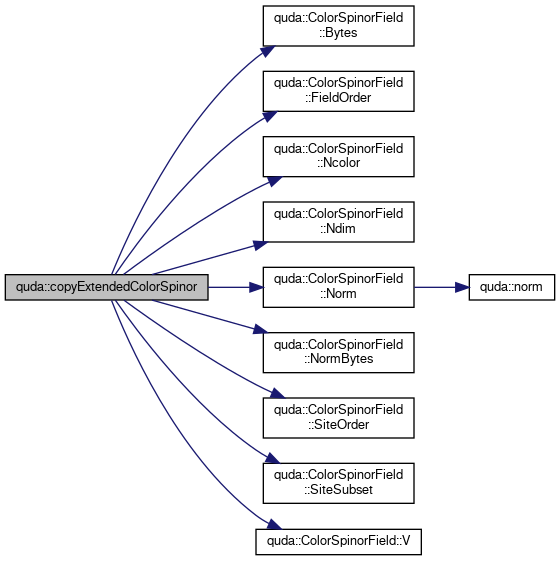 quda::ColorSpinorField
::Bytes
quda::ColorSpinorField
::FieldOrder
quda::ColorSpinorField
::Ncolor
quda::ColorSpinorField
::Ndim
quda::copyExtendedColorSpinor
quda::ColorSpinorField
::Norm
quda::norm
quda::ColorSpinorField
::NormBytes
quda::ColorSpinorField
::SiteOrder
quda::ColorSpinorField
::SiteSubset
quda::ColorSpinorField::V